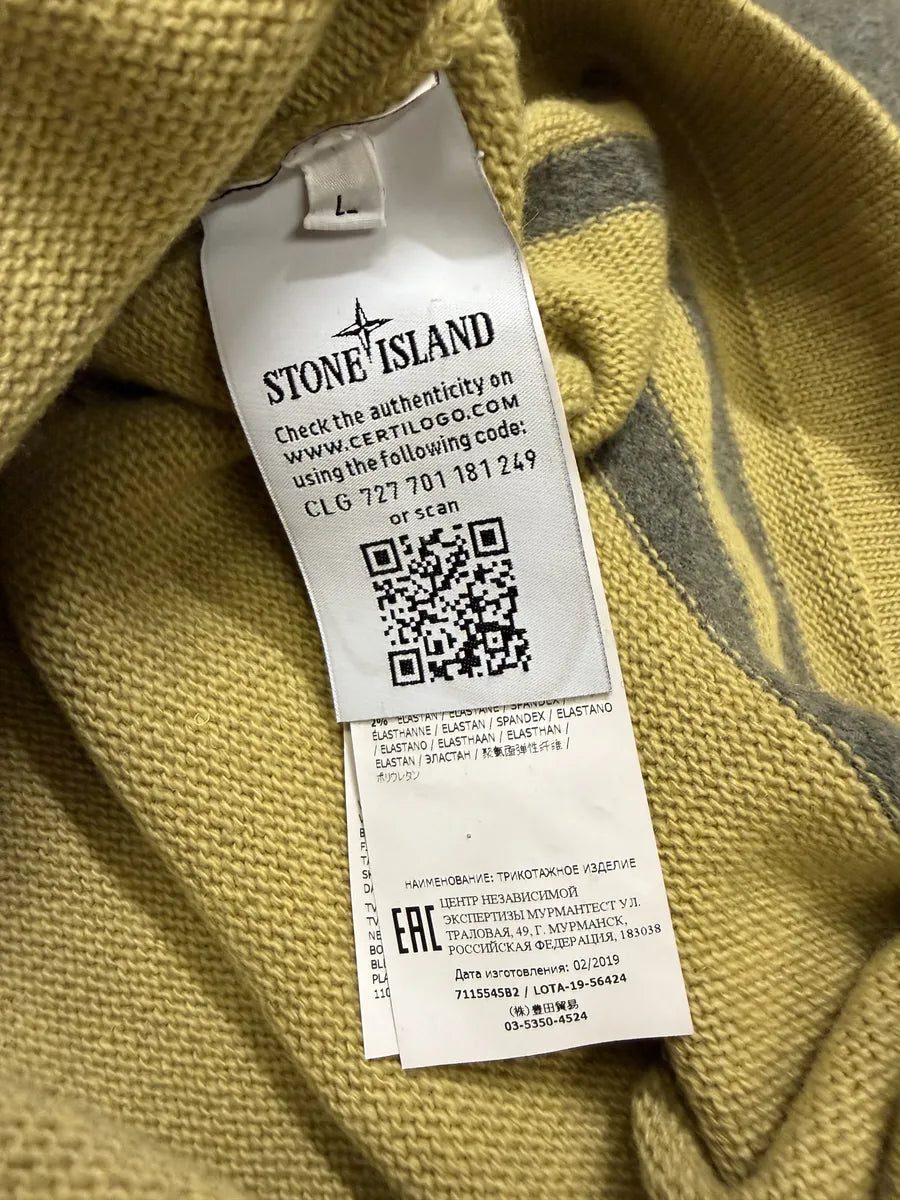 L
STONE ISLAND
Check the authenticity on
WWW.CERTILOGO.COM
using the following code:
CLG 727 701 181 249
or scan
2% ELASTAN / ELASTANE / SPANDEX /
ÉLASTHANNE / ELASTAN / SPANDEX / ELASTANO
/ ELASTANO / ELASTHAAN / ELASTHAN /
ELASTAN / ЭЛАСТАН / 聚氨酯弹性纤维 /
ポリウレタン
НАИМЕНОВАНИЕ: ТРИКОТАЖНОЕ ИЗДЕЛИЕ
EAC
ЦЕНТР НЕЗАВИСИМОЙ
ЭКСПЕРТИЗЫ МУРМАНТЕСТ УЛ.
ТРАЛОВАЯ, 49, Г. МУРМАНСК,
РОССИЙСКАЯ ФЕДЕРАЦИЯ, 183038
Дата изготовления: 02/2019
7115545B2 / LOTA-19-56424
(株)豊田貿易
03-5350-4524